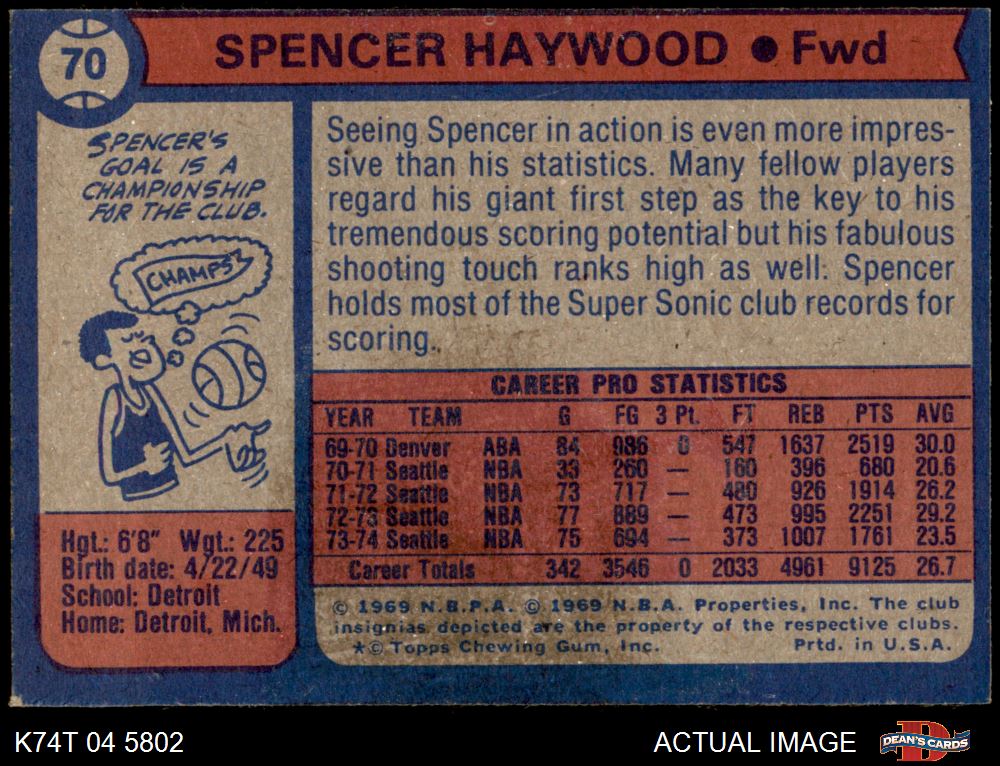 70
SPENCER HAYWOOD ● Fwd
SPENCER'S
GOAL IS A
CHAMPIONSHIP
FOR THE CLUB.
CHAMPS
Hgt.: 6'8" Wgt.: 225
Birth date: 4/22/49
School: Detroit
Home: Detroit, Mich.
Seeing Spencer in action is even more impres-
sive than his statistics. Many fellow players
regard his giant first step as the key to his
tremendous scoring potential but his fabulous
shooting touch ranks high as well. Spencer
holds most of the Super Sonic club records for
scoring.
CAREER PRO STATISTICS
YEAR TEAM G FG 3 Pt. FT REB PTS AVG
69-70 Denver ABA 84 986 0 547 1637 2519 30.0
70-71 Seattle NBA 33 260 — 160 396 680 20.6
71-72 Seattle NBA 73 717 — 480 926 1914 26.2
72-73 Seattle NBA 77 889 — 473 995 2251 29.2
73-74 Seattle NBA 75 694 — 373 1007 1761 23.5
Career Totals 342 3546 0 2033 4961 9125 26.7
© 1969 N.B.P.A. © 1969 N.B.A. Properties, Inc. The club
insignias depicted are the property of the respective clubs.
*© Topps Chewing Gum, Inc. Prtd. in U.S.A.
K74T 04 5802 ACTUAL IMAGE
DEAN'S CARDS